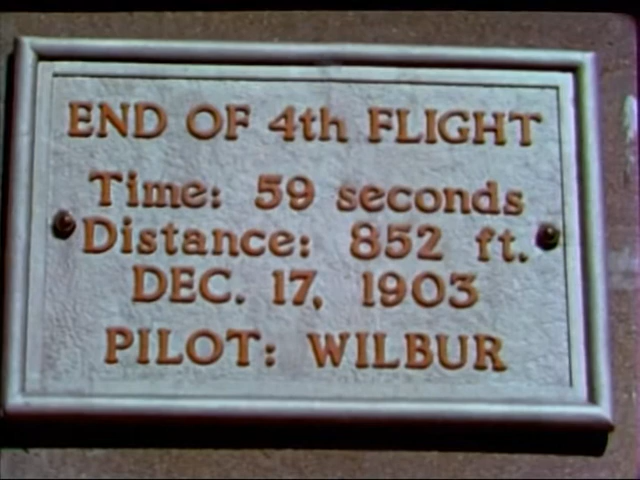 END OF 4th FLIGHT
Time: 59 seconds
Distance: 852 ft.
DEC. 17, 1903
PILOT: WILBUR